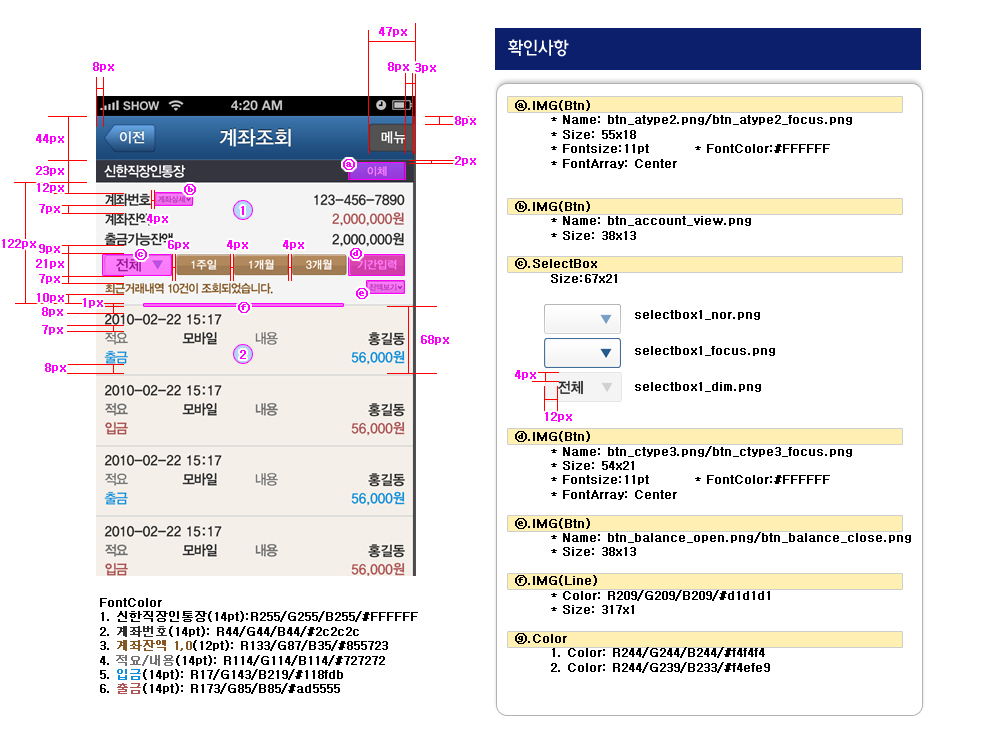 47px
8px
8px 3px
SHOW 4:20 AM
8px
44px
이전 계좌조회 메뉴
2px
23px
신한직장인통장 ⓐ 이체
12px
계좌번호 계좌상세 ⓑ ① 123-456-7890
7px
4px
계좌잔액 2,000,000원
출금가능잔액 2,000,000원
122px
9px 6px 4px 4px
ⓒ ⓓ
21px
전체 1주일 1개월 3개월 기간입력
7px
최근거래내역 10건이 조회되었습니다. ⓔ 잔액보기
10px
1px ⓕ
8px
2010-02-22 15:17
7px
적요 모바일 내용 홍길동
68px
출금 ② 56,000원
8px
2010-02-22 15:17
적요 모바일 내용 홍길동
입금 56,000원
2010-02-22 15:17
적요 모바일 내용 홍길동
출금 56,000원
2010-02-22 15:17
적요 모바일 내용 홍길동
입금 56,000원
FontColor
1. 신한직장인통장(14pt):R255/G255/B255/#FFFFFF
2. 계좌번호(14pt): R44/G44/B44/#2c2c2c
3. 계좌잔액 1,0(12pt): R133/G87/B35/#855723
4. 적요/내용(14pt): R114/G114/B114/#727272
5. 입금(14pt): R17/G143/B219/#118fdb
6. 출금(14pt): R173/G85/B85/#ad5555
확인사항
ⓐ.IMG(Btn)
* Name: btn_atype2.png/btn_atype2_focus.png
* Size: 55x18
* Fontsize:11pt * FontColor:#FFFFFF
* FontArray: Center
ⓑ.IMG(Btn)
* Name: btn_account_view.png
* Size: 38x13
ⓒ.SelectBox
Size:67x21
selectbox1_nor.png
selectbox1_focus.png
4px
전체 selectbox1_dim.png
12px
ⓓ.IMG(Btn)
* Name: btn_ctype3.png/btn_ctype3_focus.png
* Size: 54x21
* Fontsize:11pt * FontColor:#FFFFFF
* FontArray: Center
ⓔ.IMG(Btn)
* Name: btn_balance_open.png/btn_balance_close.png
* Size: 38x13
ⓕ.IMG(Line)
* Color: R209/G209/B209/#d1d1d1
* Size: 317x1
ⓖ.Color
1. Color: R244/G244/B244/#f4f4f4
2. Color: R244/G239/B233/#f4efe9